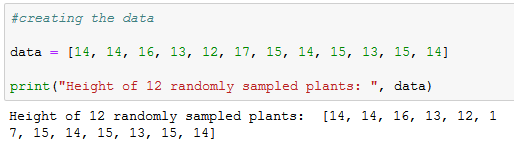 #creating the data
data = [14, 14, 16, 13, 12, 17, 15, 14, 15, 13, 15, 14]
print("Height of 12 randomly sampled plants: ", data)
Height of 12 randomly sampled plants:  [14, 14, 16, 13, 12, 1
7, 15, 14, 15, 13, 15, 14]